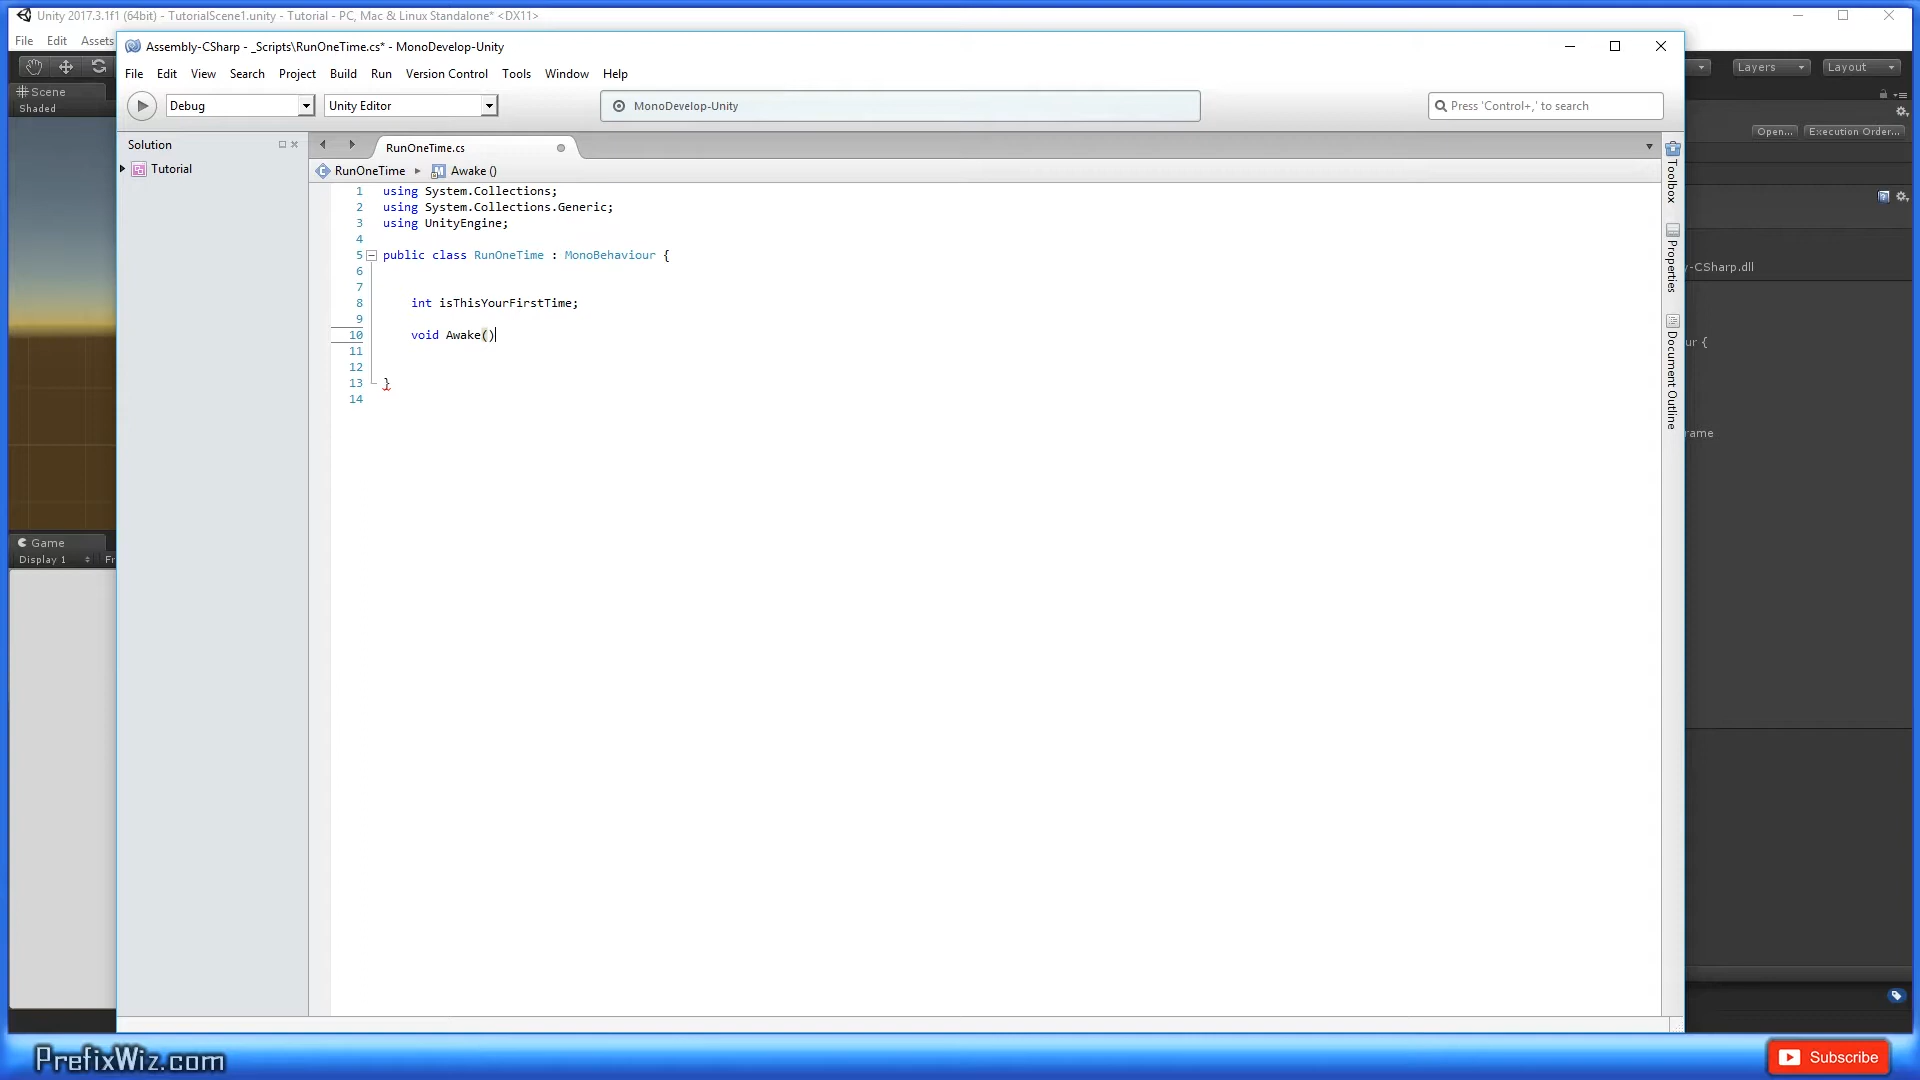 Unity 2017.3.1f1 (64bit) - TutorialScene1.unity - Tutorial - PC, Mac & Linux Standalone* <DX11>
File Edit Assets
Assembly-CSharp - _Scripts\RunOneTime.cs* - MonoDevelop-Unity
File Edit View Search Project Build Run Version Control Tools Window Help
Layers Layout
Scene
Shaded
Debug Unity Editor MonoDevelop-Unity Press 'Control+,' to search
Open... Execution Order...
Solution
Tutorial
RunOneTime.cs
RunOneTime Awake ()
1 using System.Collections;
2 using System.Collections.Generic;
3 using UnityEngine;
4
5 public class RunOneTime : MonoBehaviour {
6
7
8 int isThisYourFirstTime;
9
10 void Awake()
11
12
13 }
14
Toolbox
Properties
Document Outline
-CSharp.dll
ur {
rame
Game
Display 1 Fr
PrefixWiz.com
Subscribe